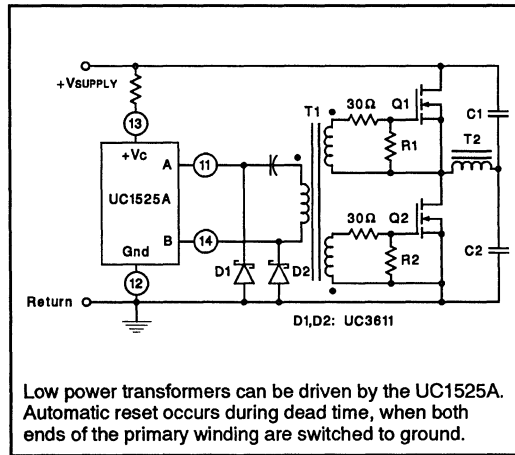 +VSUPPLY
13
+Vc
A
11
UC1525A
B
14
Gnd
12
Return
D1
D2
T1
30Ω
Q1
R1
C1
T2
30Ω
Q2
R2
C2
D1,D2: UC3611
Low power transformers can be driven by the UC1525A.
Automatic reset occurs during dead time, when both
ends of the primary winding are switched to ground.